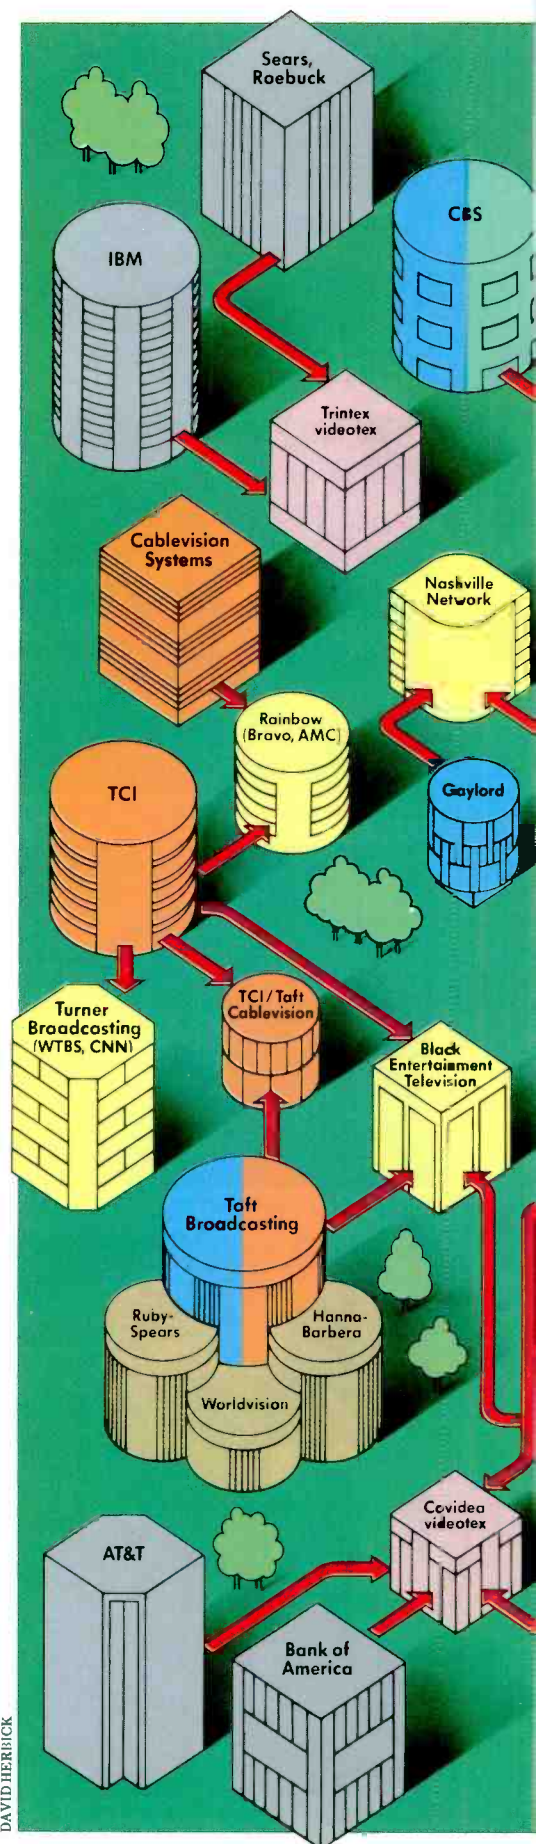 Sears,
Roebuck
CBS
IBM
Trintex
videotex
Cablevision
Systems
Nashville
Network
Rainbow
(Bravo, AMC)
TCI
Gaylord
TCI/Taft
Cablevision
Turner
Broadcasting
(WTBS, CNN)
Black
Entertainment
Television
Taft
Broadcasting
Ruby-
Spears
Hanna-
Barbera
Worldvision
Covidea
videotex
AT&T
Bank of
America
DAVID HERBICK